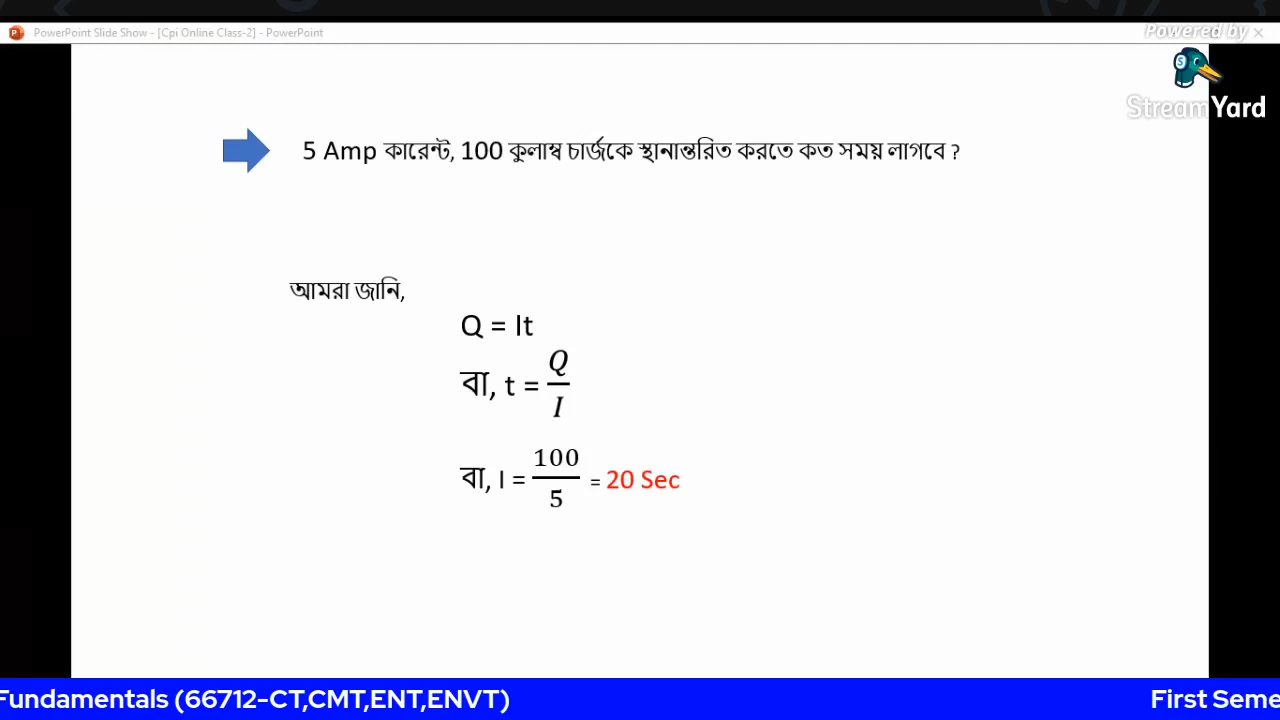 PowerPoint Slide Show - [Cpi Online Class-2] - PowerPoint
Powered by
StreamYard
5 Amp কারেন্ট, 100 কুলাম্ব চার্জকে স্থানান্তরিত করতে কত সময় লাগবে ?
আমরা জানি,
Q = It
বা, t = Q/I
বা, I = 100/5 = 20 Sec
Fundamentals (66712-CT,CMT,ENT,ENVT) First Seme